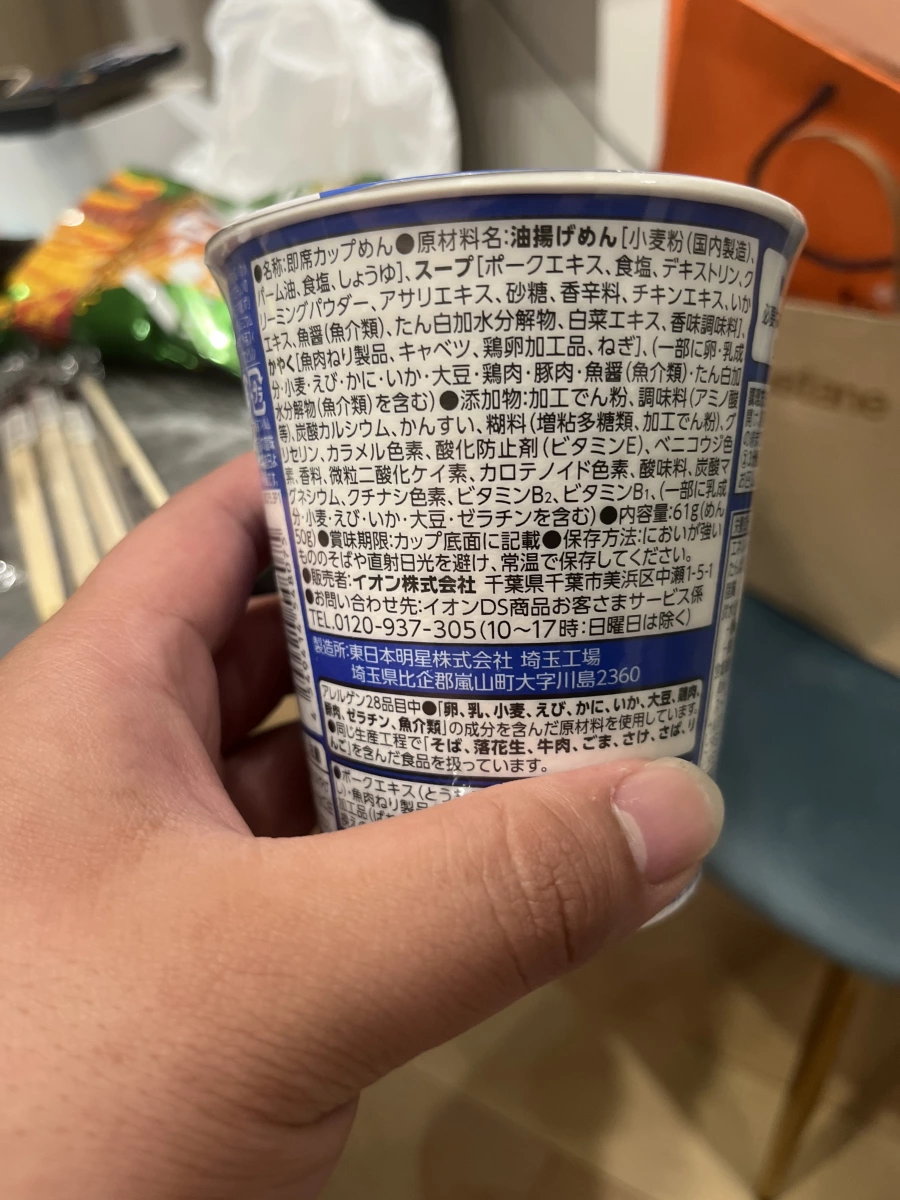 ●名称:即席カップめん●原材料名:油揚げめん[小麦粉(国内製造)、
パーム油、食塩、しょうゆ]、スープ[ポークエキス、食塩、デキストリン、ク
リーミングパウダー、アサリエキス、砂糖、香辛料、チキンエキス、いか
エキス、魚醤(魚介類)、たん白加水分解物、白菜エキス、香味調味料]、
かやく[魚肉ねり製品、キャベツ、鶏卵加工品、ねぎ]、(一部に卵・乳成
分・小麦・えび・かに・いか・大豆・鶏肉・豚肉・魚醤(魚介類)・たん白加
水分解物(魚介類)を含む)●添加物:加工でん粉、調味料(アミノ酸
等)、炭酸カルシウム、かんすい、糊料(増粘多糖類、加工でん粉)、グ
リセリン、カラメル色素、酸化防止剤(ビタミンE)、ベニコウジ色
素、香料、微粒二酸化ケイ素、カロテノイド色素、酸味料、炭酸マ
グネシウム、クチナシ色素、ビタミンB₂、ビタミンB₁、(一部に乳成
分・小麦・えび・いか・大豆・ゼラチンを含む)●内容量:61g(めん
50g)●賞味期限:カップ底面に記載●保存方法:においが強い
もののそばや直射日光を避け、常温で保存してください。
●販売者:イオン株式会社 千葉県千葉市美浜区中瀬1-5-1
●お問い合わせ先:イオンDS商品お客さまサービス係
TEL.0120-937-305(10～17時:日曜日は除く)
製造所:東日本明星株式会社 埼玉工場
埼玉県比企郡嵐山町大字川島2360
アレルゲン28品目中●「卵、乳、小麦、えび、かに、いか、大豆、鶏肉、
豚肉、ゼラチン、魚介類」の成分を含んだ原材料を使用しています。
●同じ生産工程で「そば、落花生、牛肉、ごま、さけ、さば、り
んご」を含んだ食品を扱っています。
●ポークエキス(とうも
し)・魚肉ねり製品